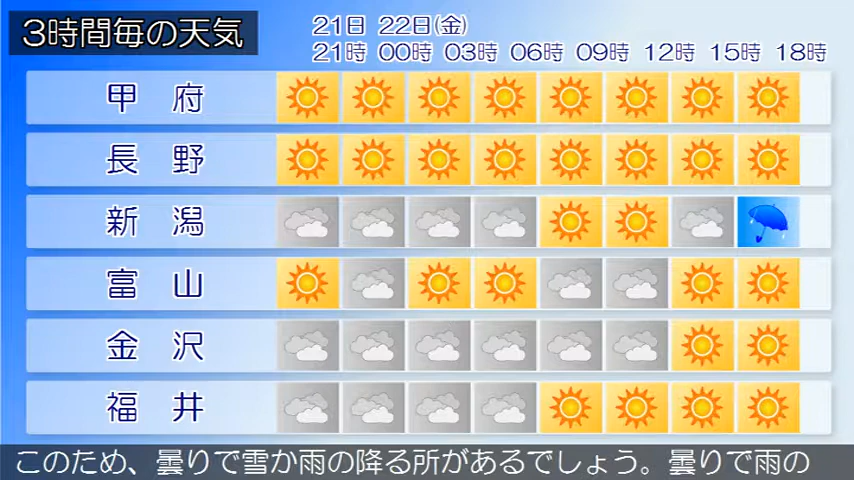 3時間毎の天気
21日 22日(金)
21時 00時 03時 06時 09時 12時 15時 18時
甲府
長野
新潟
富山
金沢
福井
このため、曇りで雪か雨の降る所があるでしょう。曇りで雨の